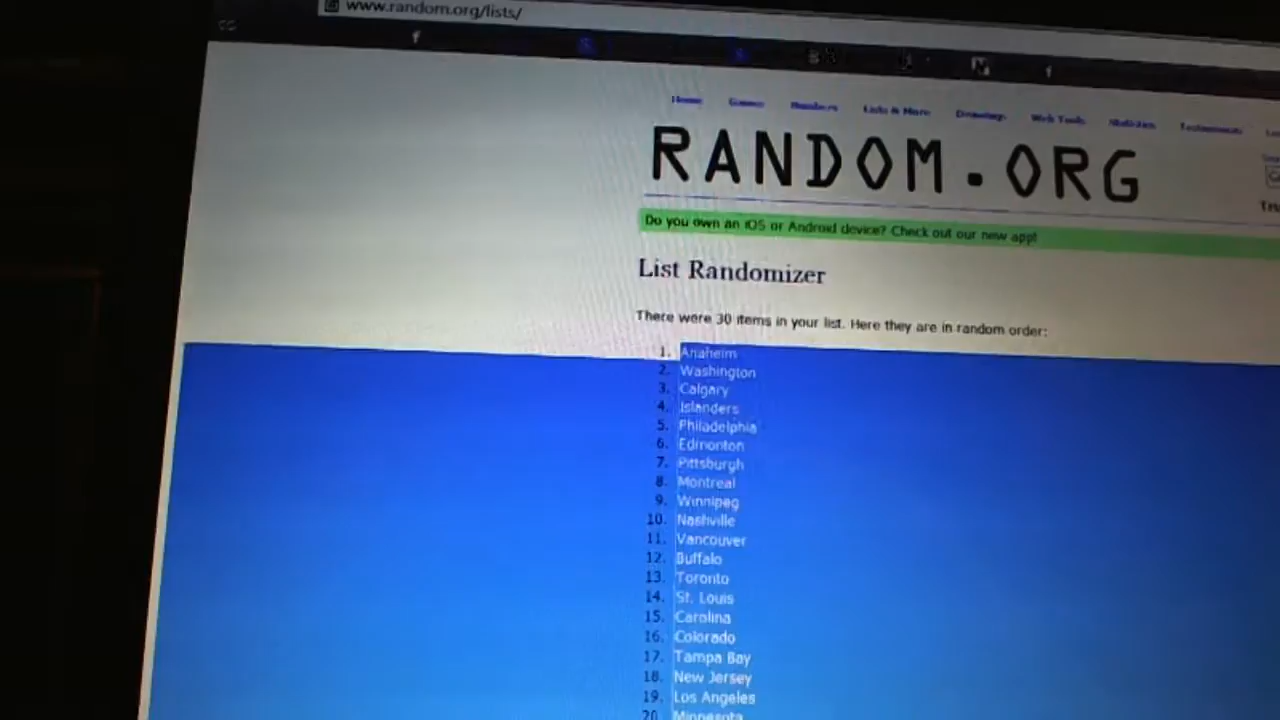 www.random.org/lists/
Home Games Numbers Lists & More Drawings Web Tools Statistics Testimonials
RANDOM.ORG
Do you own an iOS or Android device? Check out our new app!
List Randomizer
There were 30 items in your list. Here they are in random order:
1. Anaheim
2. Washington
3. Calgary
4. Islanders
5. Philadelphia
6. Edmonton
7. Pittsburgh
8. Montreal
9. Winnipeg
10. Nashville
11. Vancouver
12. Buffalo
13. Toronto
14. St. Louis
15. Carolina
16. Colorado
17. Tampa Bay
18. New Jersey
19. Los Angeles
20. Minnesota